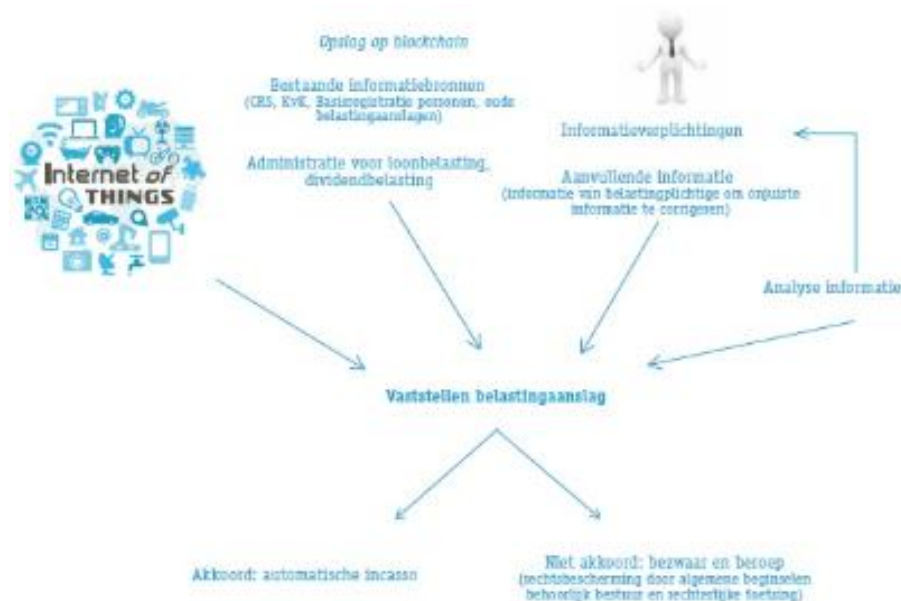 Opslag op blockchain
Bestaande informatiebronnen
(CRS, KvK, Basisregistratie personen, oude
belastingaanslagen)
Administratie voor loonbelasting,
dividendbelasting
Internet of
THINGS
Informatieverplichtingen
Aanvullende informatie
(informatie van belastingplichtige om onjuiste
informatie te corrigeren)
Analyse informatie
Vaststellen belastingaanslag
Akkoord: automatische incasso
Niet akkoord: bezwaar en beroep
(rechtsbescherming door algemene beginselen
behoorlijk bestuur en rechterlijke toetsing)